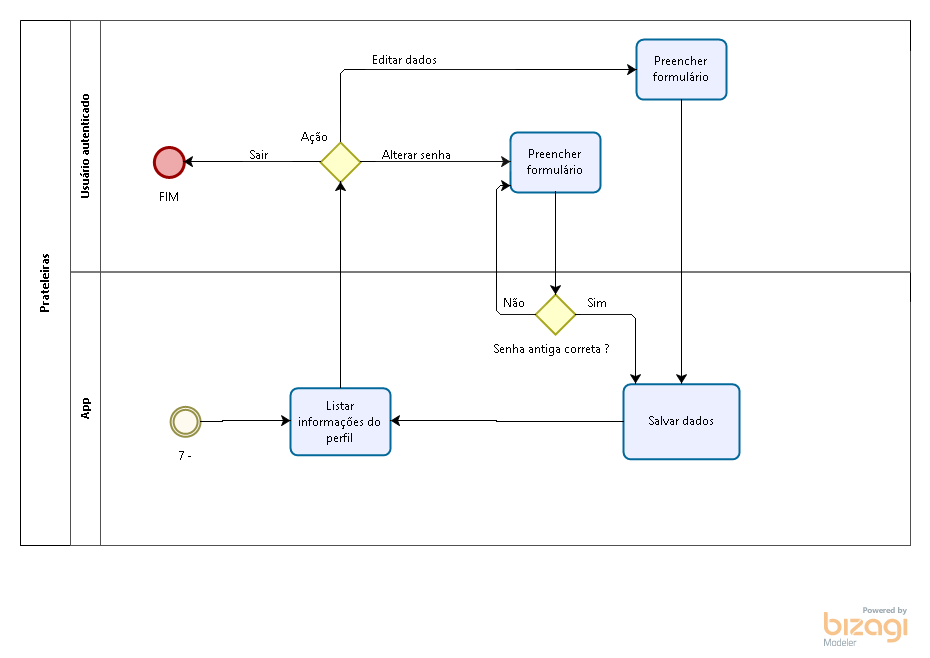 Prateleiras
Usuário autenticado
Editar dados
Preencher
formulário
Ação
Sair
Alterar senha
Preencher
formulário
FIM
App
Não
Sim
Senha antiga correta ?
Listar
informações do
perfil
Salvar dados
7 -
Powered by
bizagi
Modeler